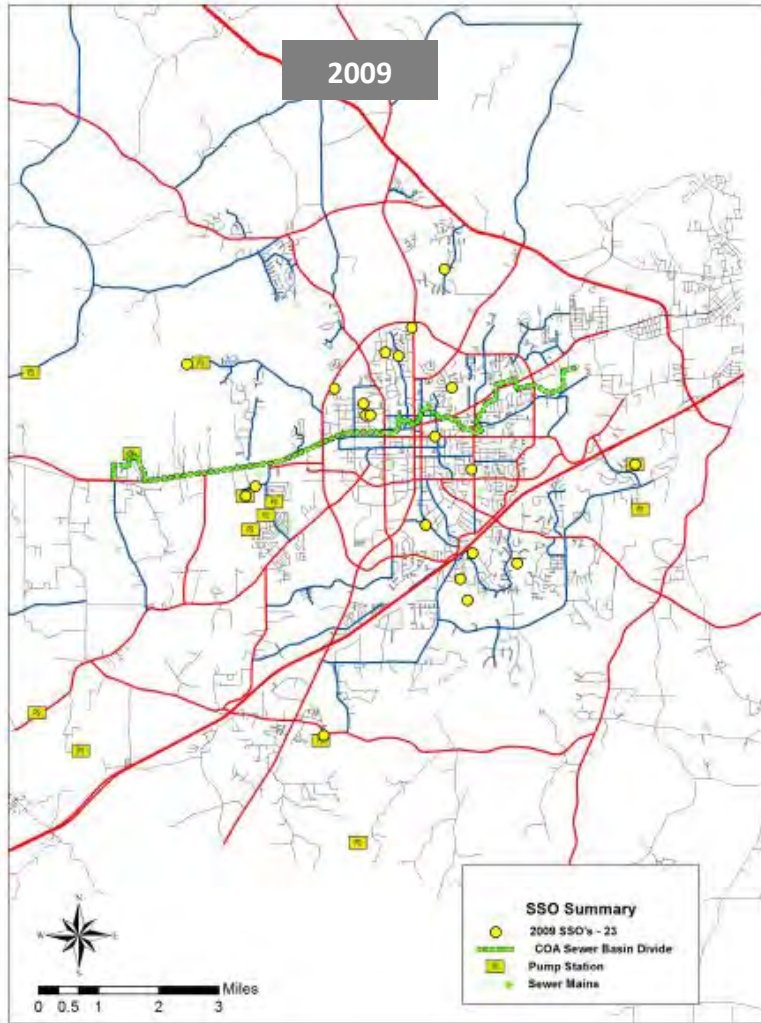 2009
N
W E
S
0 0.5 1 2 3 Miles
SSO Summary
2009 SSO's - 23
COA Sewer Basin Divide
Pump Station
Sewer Mains